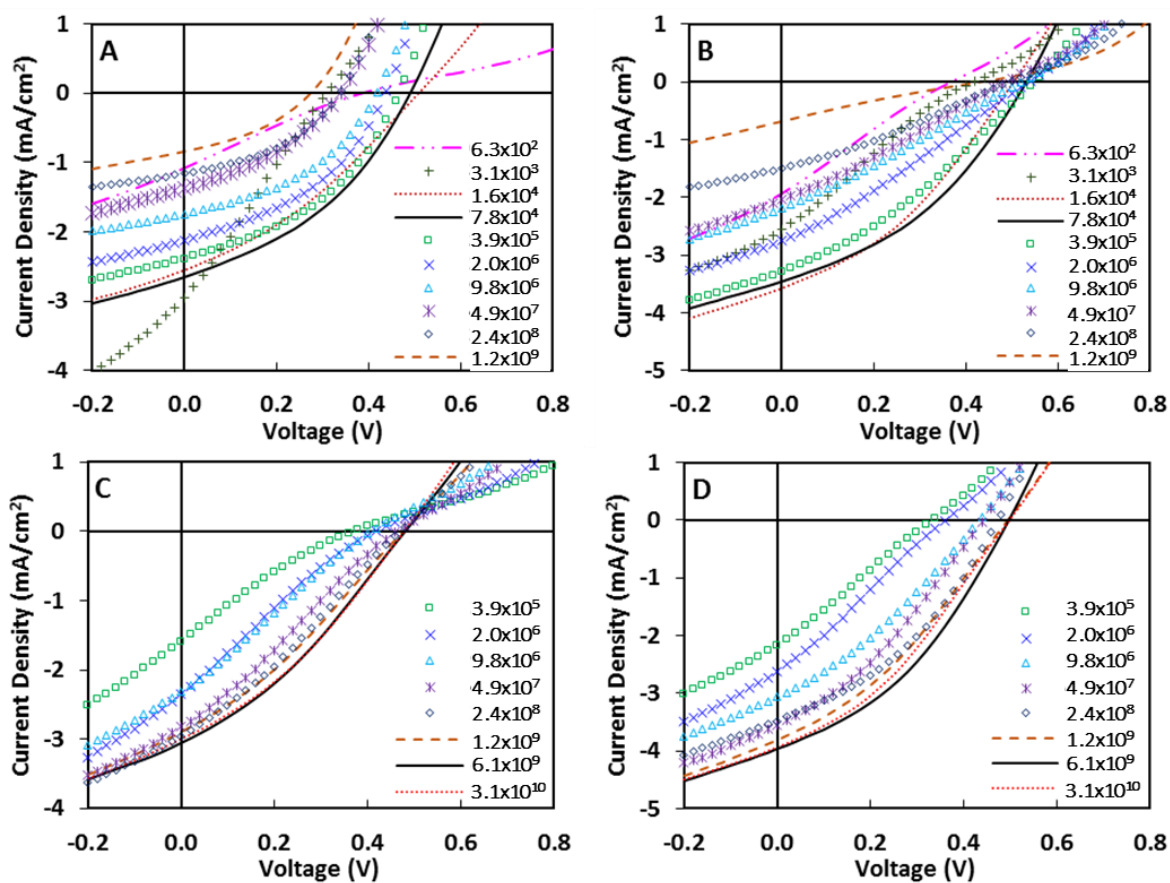 A
Current Density (mA/cm²)
1
0
-1
-2
-3
-4
6.3x10²
3.1x10³
1.6x10⁴
7.8x10⁴
3.9x10⁵
2.0x10⁶
9.8x10⁶
4.9x10⁷
2.4x10⁸
1.2x10⁹
-0.2 0.0 0.2 0.4 0.6 0.8
Voltage (V)
B
Current Density (mA/cm²)
1
0
-1
-2
-3
-4
-5
6.3x10²
3.1x10³
1.6x10⁴
7.8x10⁴
3.9x10⁵
2.0x10⁶
9.8x10⁶
4.9x10⁷
2.4x10⁸
1.2x10⁹
-0.2 0.0 0.2 0.4 0.6 0.8
Voltage (V)
C
Current Density (mA/cm²)
1
0
-1
-2
-3
-4
3.9x10⁵
2.0x10⁶
9.8x10⁶
4.9x10⁷
2.4x10⁸
1.2x10⁹
6.1x10⁹
3.1x10¹⁰
-0.2 0.0 0.2 0.4 0.6 0.8
Voltage (V)
D
Current Density (mA/cm²)
1
0
-1
-2
-3
-4
-5
3.9x10⁵
2.0x10⁶
9.8x10⁶
4.9x10⁷
2.4x10⁸
1.2x10⁹
6.1x10⁹
3.1x10¹⁰
-0.2 0.0 0.2 0.4 0.6 0.8
Voltage (V)